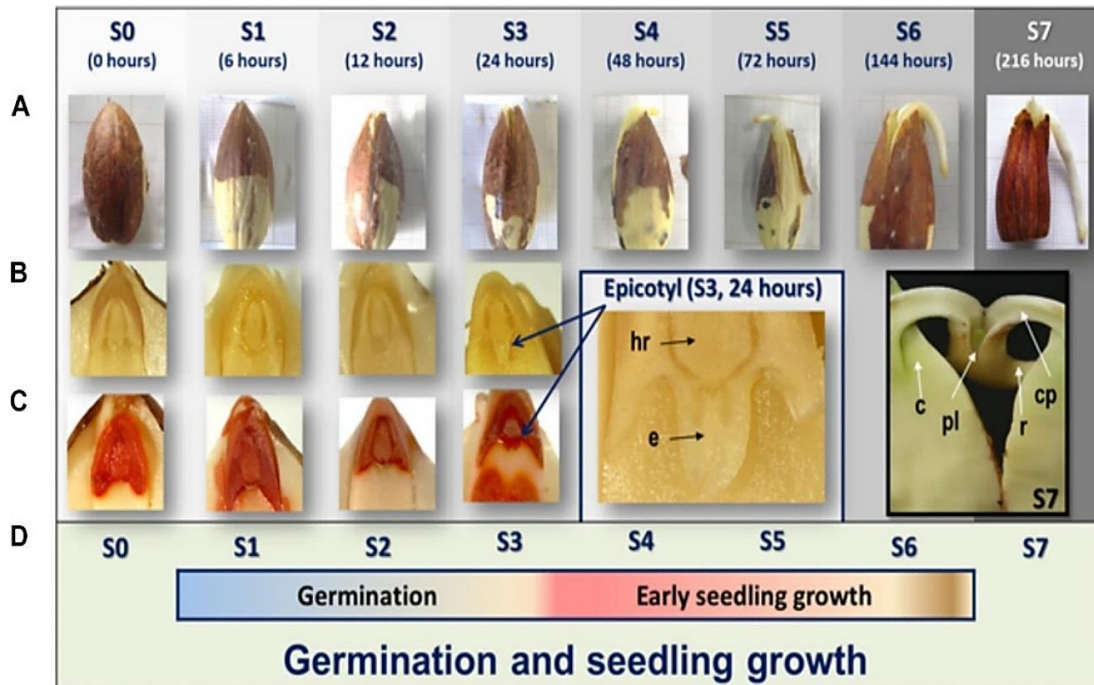 S0 S1 S2 S3 S4 S5 S6 S7
(0 hours) (6 hours) (12 hours) (24 hours) (48 hours) (72 hours) (144 hours) (216 hours)
A
B
Epicotyl (S3, 24 hours)
hr
e
c pl r cp
S7
C
D
S0 S1 S2 S3 S4 S5 S6 S7
Germination Early seedling growth
Germination and seedling growth